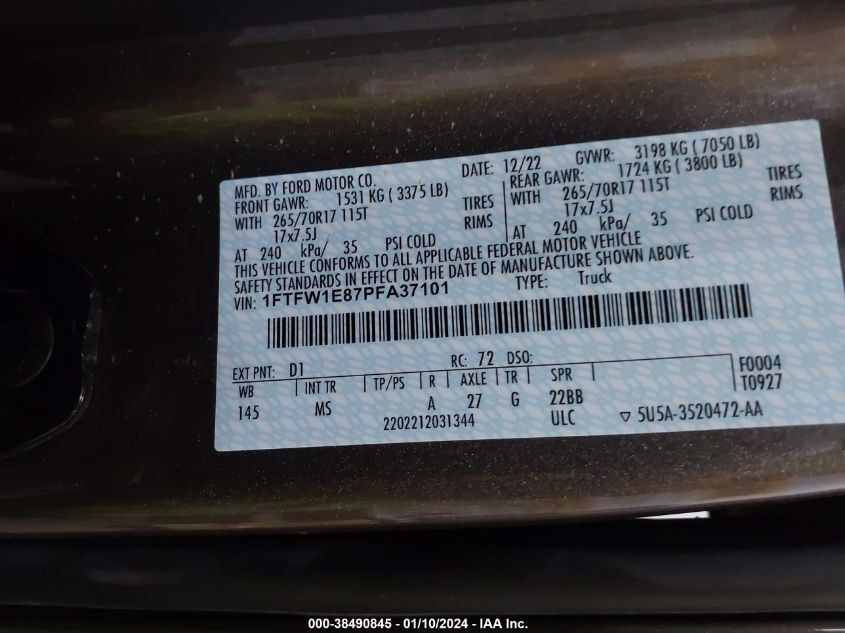 MFD. BY FORD MOTOR CO. DATE: 12/22 GVWR: 3198 KG ( 7050 LB)
FRONT GAWR: 1531 KG ( 3375 LB) REAR GAWR: 1724 KG ( 3800 LB)
WITH 265/70R17 115T TIRES WITH 265/70R17 115T TIRES
17x7.5J RIMS 17x7.5J RIMS
AT 240 kPa/ 35 PSI COLD AT 240 kPa/ 35 PSI COLD
THIS VEHICLE CONFORMS TO ALL APPLICABLE FEDERAL MOTOR VEHICLE
SAFETY STANDARDS IN EFFECT ON THE DATE OF MANUFACTURE SHOWN ABOVE.
VIN: 1FTFW1E87PFA37101 TYPE: Truck
EXT PNT: D1 RC: 72 DSO: F0004
WB INT TR TP/PS R AXLE TR SPR T0927
145 MS A 27 G 22BB
2202212031344 ULC 5U5A-3520472-AA
000-38490845 - 01/10/2024 - IAA Inc.